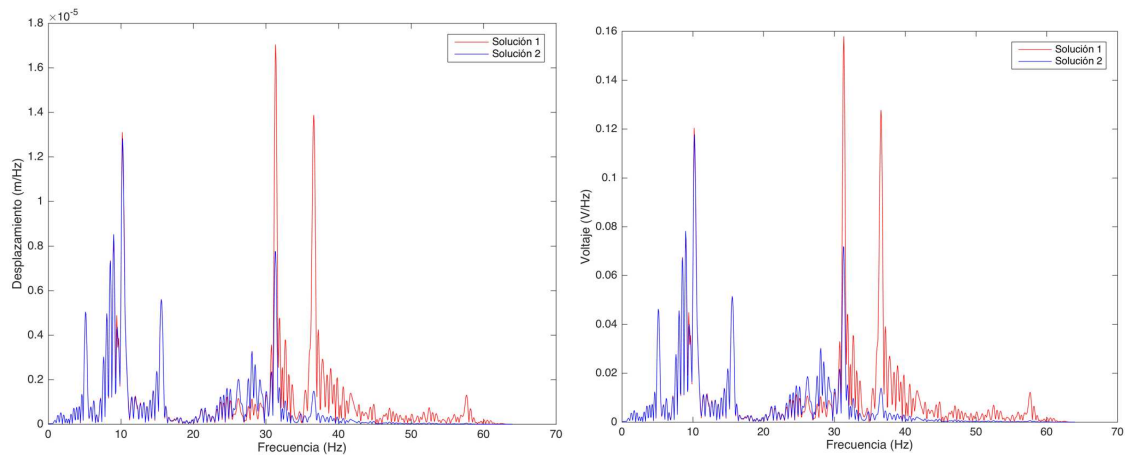 ×10⁻⁵
1.8
1.6
1.4
1.2
1
0.8
0.6
0.4
0.2
0
Desplazamiento (m/Hz)
0 10 20 30 40 50 60 70
Frecuencia (Hz)
Solución 1
Solución 2
0.16
0.14
0.12
0.1
0.08
0.06
0.04
0.02
0
Voltaje (V/Hz)
0 10 20 30 40 50 60 70
Frecuencia (Hz)
Solución 1
Solución 2